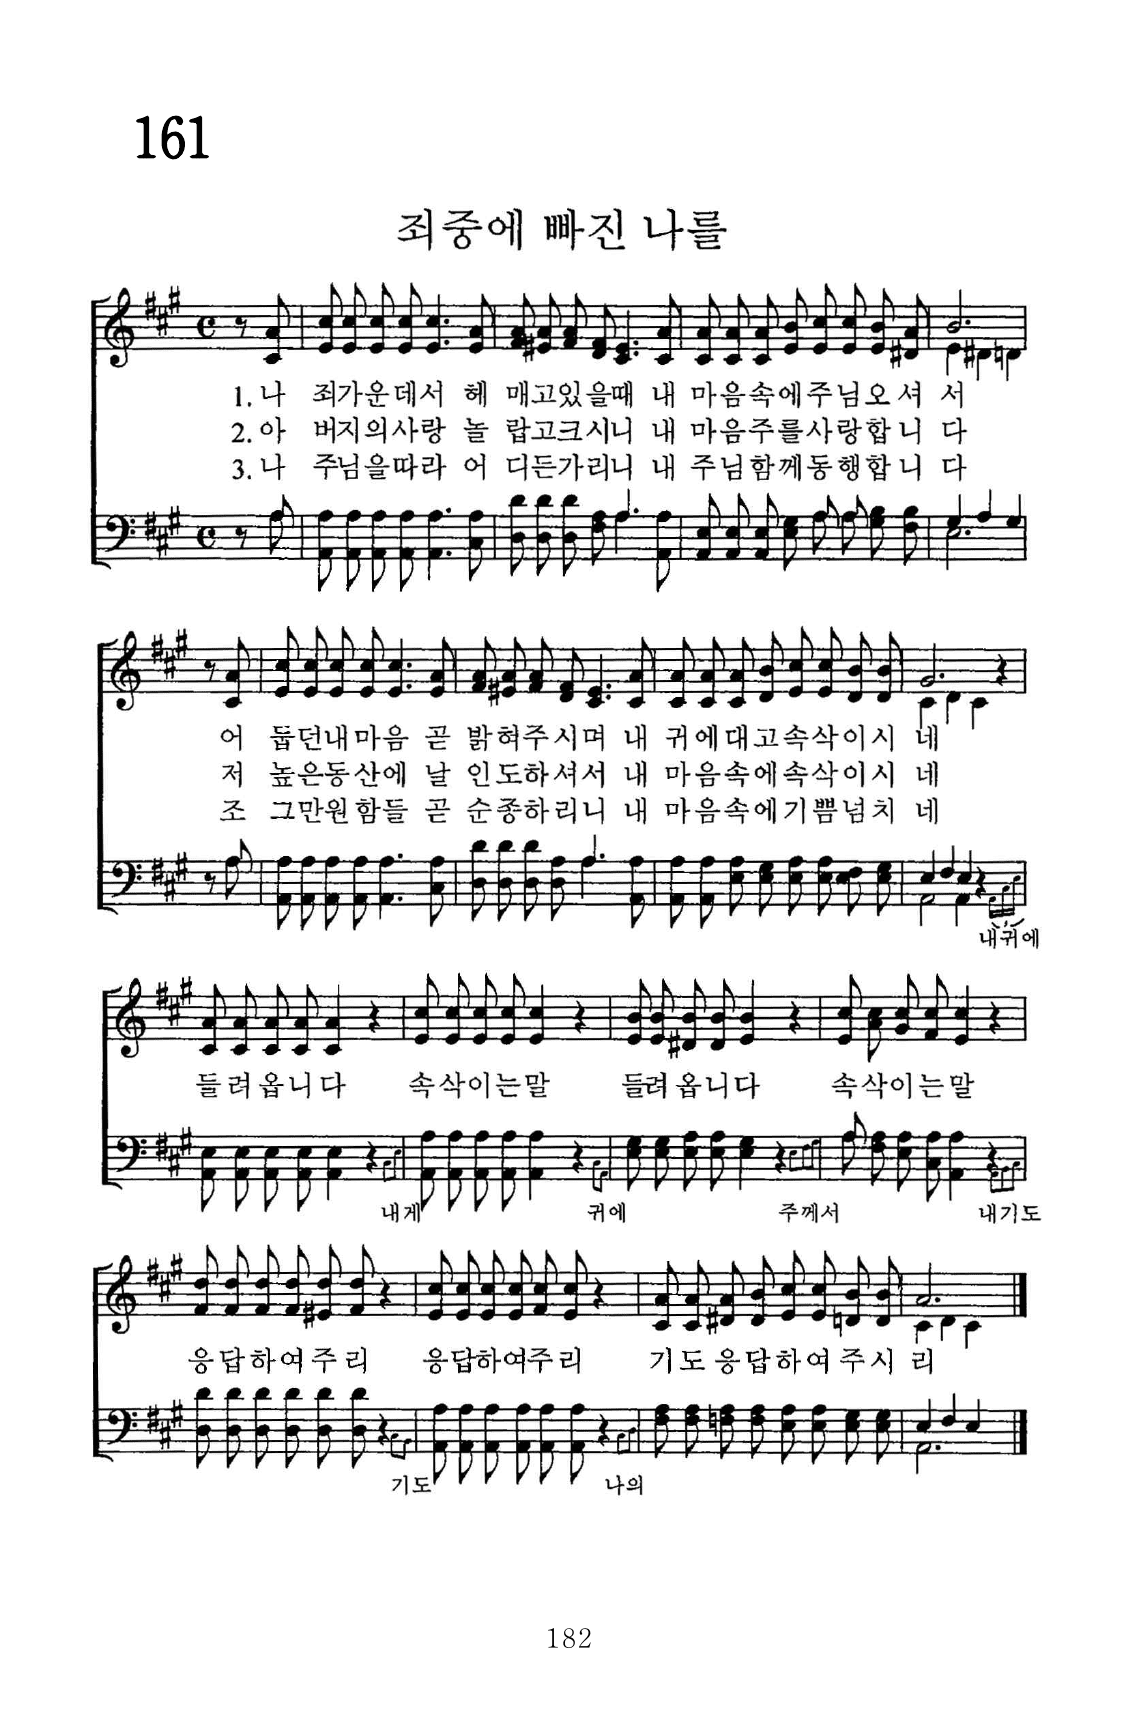 161
죄중에 빠진 나를
1. 나 죄가운데서 헤 매고있을때 내 마음속에주님오셔 서
2. 아 버지의사랑 놀 랍고크시니 내 마음주를사랑합니 다
3. 나 주님을따라 어 디든가리니 내 주님함께동행합니 다
어 둡던내마음 곧 밝혀주시며 내 귀에대고속삭이시 네
저 높은동산에 날 인도하셔서 내 마음속에속삭이시 네
조 그만원함들 곧 순종하리니 내 마음속에기쁨넘치 네
내귀에
들려옵니다 속삭이는말 들려옵니다 속삭이는말
내게 귀에 주께서 내기도
응답하여주리 응답하여주리 기도응답하여주시 리
기도 나의
182